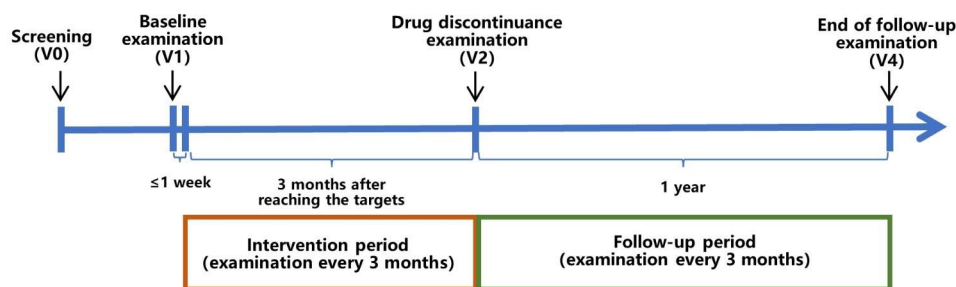 Screening
(V0)
Baseline
examination
(V1)
Drug discontinuance
examination
(V2)
End of follow-up
examination
(V4)
≤1 week
3 months after
reaching the targets
1 year
Intervention period
(examination every 3 months)
Follow-up period
(examination every 3 months)